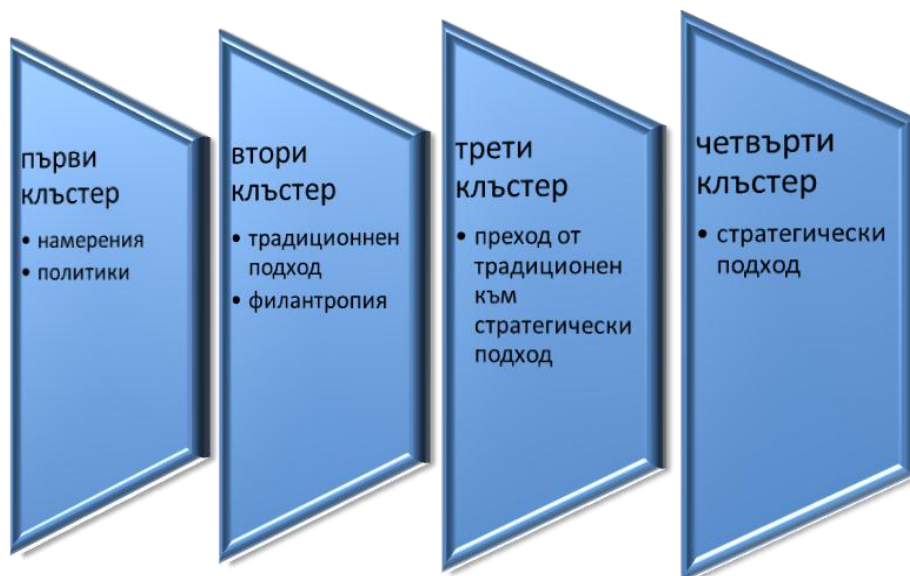 първи
клъстер
• намерения
• политики
втори
клъстер
• традиционнен
подход
• филантропия
трети
клъстер
• преход от
традиционен
към
стратегически
подход
четвърти
клъстер
• стратегически
подход